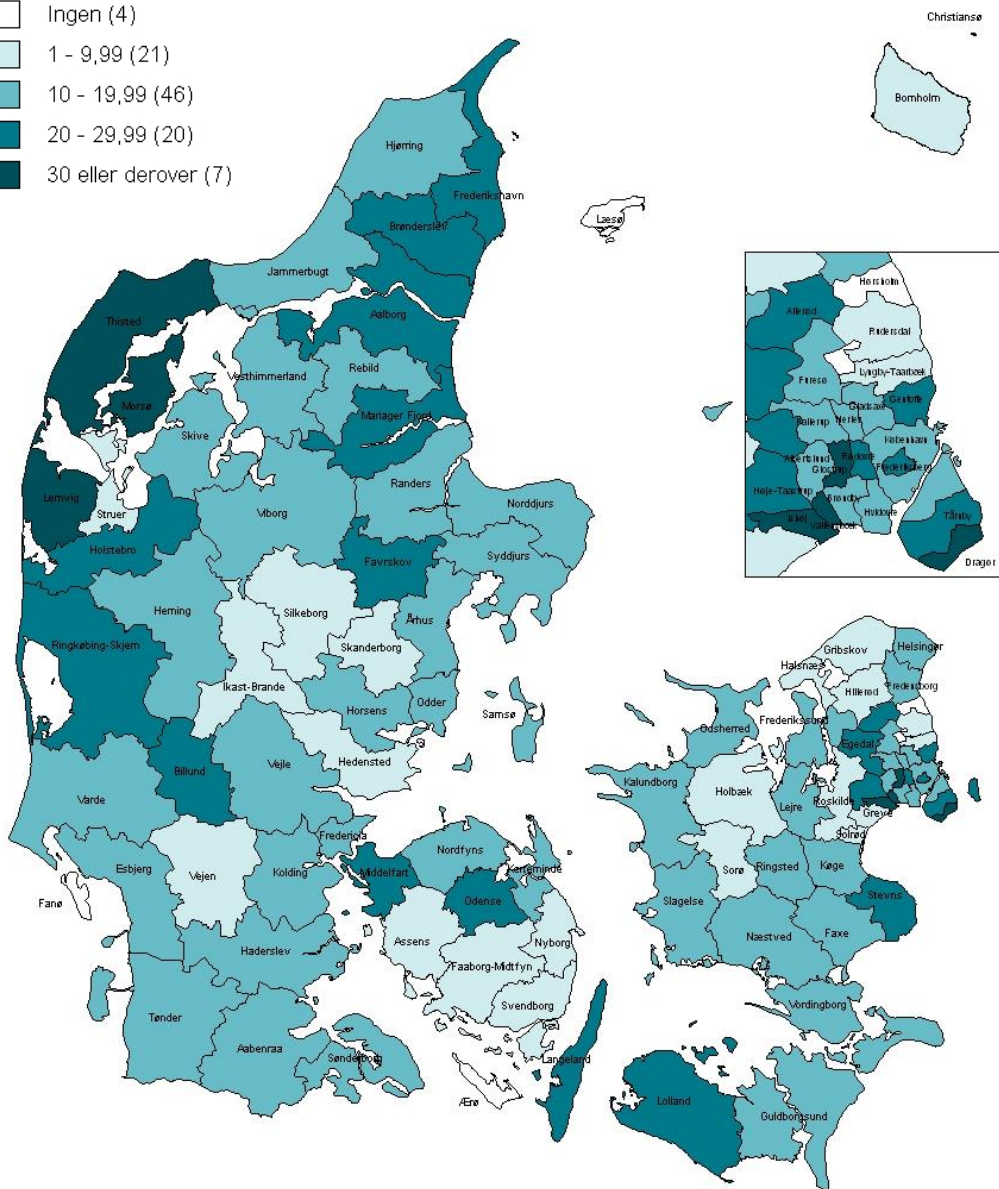 Ingen (4)
1 - 9,99 (21)
10 - 19,99 (46)
20 - 29,99 (20)
30 eller derover (7)
Christiansø
Bornholm
Hjørring
Frederikshavn
Brønderslev
Læsø
Jammerbugt
Thisted
Aalborg
Vesthimmerland
Rebild
Morsø
Mariager Fjord
Skive
Lemvig
Struer
Viborg
Randers
Norddjurs
Holstebro
Favrskov
Syddjurs
Herning
Silkeborg
Århus
Ringkøbing-Skjern
Skanderborg
Ikast-Brande
Horsens
Odder
Samsø
Hedensted
Billund
Vejle
Varde
Fredericia
Esbjerg
Vejen
Kolding
Fanø
Haderslev
Tønder
Aabenraa
Sønderborg
Nordfyns
Middelfart
Kerteminde
Odense
Assens
Nyborg
Faaborg-Midtfyn
Svendborg
Langeland
Ærø
Hørsholm
Allerød
Rudersdal
Lyngby-Taarbæk
Furesø
Gladsaxe
Gentofte
Ballerup
Herlev
København
Albertslund
Rødovre
Glostrup
Frederiksberg
Høje-Taastrup
Brøndby
Hvidovre
Ishøj
Vallensbæk
Tårnby
Dragør
Gribskov
Helsingør
Halsnæs
Hillerød
Fredensborg
Odsherred
Frederikssund
Egedal
Kalundborg
Holbæk
Lejre
Roskilde
Greve
Solrød
Sorø
Ringsted
Køge
Slagelse
Stevns
Næstved
Faxe
Vordingborg
Lolland
Guldborgsund